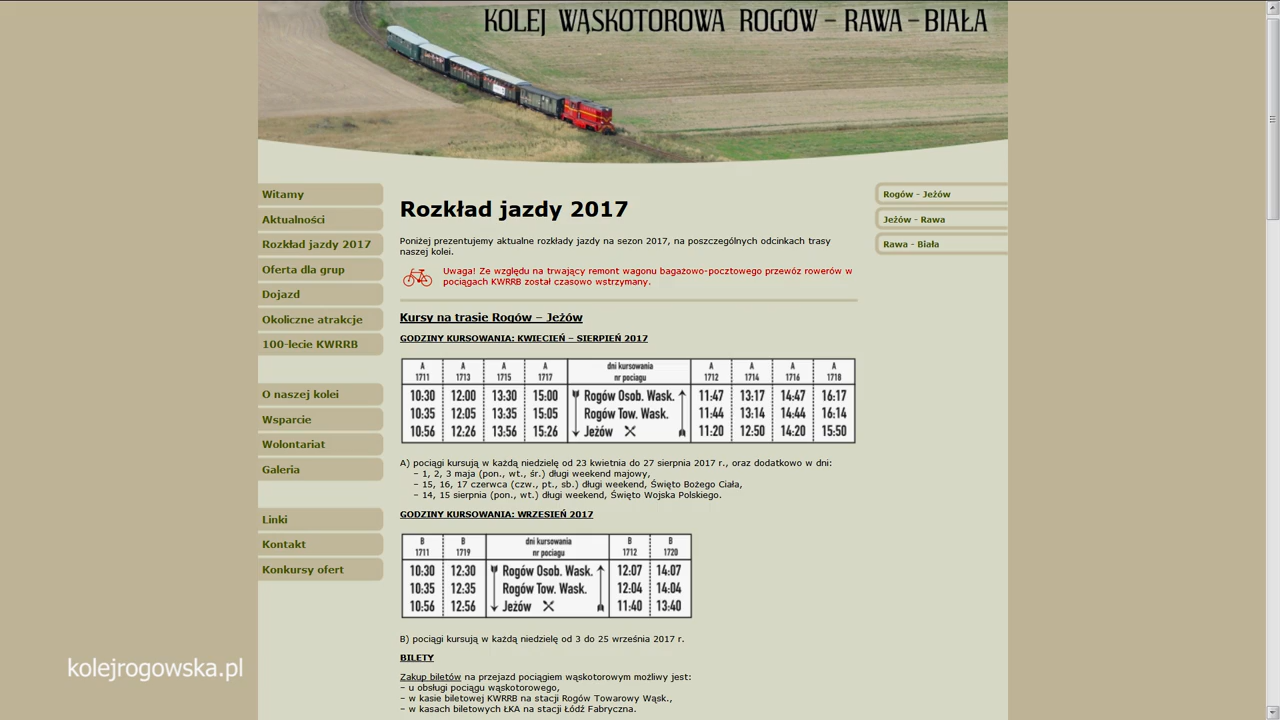 KOLEJ WĄSKOTOROWA ROGÓW – RAWA – BIAŁA
Witamy
Aktualności
Rozkład jazdy 2017
Oferta dla grup
Dojazd
Okoliczne atrakcje
100-lecie KWRRB
O naszej kolei
Wsparcie
Wolontariat
Galeria
Linki
Kontakt
Konkursy ofert
Rozkład jazdy 2017
Poniżej prezentujemy aktualne rozkłady jazdy na sezon 2017, na poszczególnych odcinkach trasy
naszej kolei.
Uwaga! Ze względu na trwający remont wagonu bagażowo-pocztowego przewóz rowerów w
pociągach KWRRB został czasowo wstrzymany.
Kursy na trasie Rogów – Jeżów
GODZINY KURSOWANIA: KWIECIEŃ – SIERPIEŃ 2017
A A A A dni kursowania A A A A
1711 1713 1715 1717 nr pociągu 1712 1714 1716 1718
10:30 12:00 13:30 15:00 Rogów Osob. Wask. 11:47 13:17 14:47 16:17
10:35 12:05 13:35 15:05 Rogów Tow. Wask. 11:44 13:14 14:44 16:14
10:56 12:26 13:56 15:26 Jeżów 11:20 12:50 14:20 15:50
A) pociągi kursują w każdą niedzielę od 23 kwietnia do 27 sierpnia 2017 r., oraz dodatkowo w dni:
– 1, 2, 3 maja (pon., wt., śr.) długi weekend majowy,
– 15, 16, 17 czerwca (czw., pt., sb.) długi weekend, Święto Bożego Ciała,
– 14, 15 sierpnia (pon., wt.) długi weekend, Święto Wojska Polskiego.
GODZINY KURSOWANIA: WRZESIEŃ 2017
B B dni kursowania B B
1711 1719 nr pociągu 1712 1720
10:30 12:30 Rogów Osob. Wask. 12:07 14:07
10:35 12:35 Rogów Tow. Wask. 12:04 14:04
10:56 12:56 Jeżów 11:40 13:40
B) pociągi kursują w każdą niedzielę od 3 do 25 września 2017 r.
BILETY
Zakup biletów na przejazd pociągiem wąskotorowym możliwy jest:
– u obsługi pociągu wąskotorowego,
– w kasie biletowej KWRRB na stacji Rogów Towarowy Wąsk.,
– w kasach biletowych ŁKA na stacji Łódź Fabryczna.
Rogów - Jeżów
Jeżów - Rawa
Rawa - Biała
kolejrogowska.pl